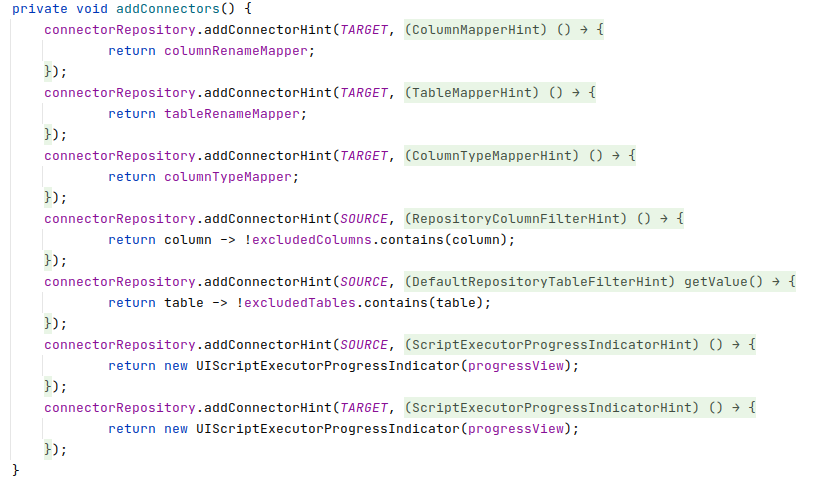 private void addConnectors() {
    connectorRepository.addConnectorHint(TARGET, (ColumnMapperHint) () → {
            return columnRenameMapper;
    });
    connectorRepository.addConnectorHint(TARGET, (TableMapperHint) () → {
            return tableRenameMapper;
    });
    connectorRepository.addConnectorHint(TARGET, (ColumnTypeMapperHint) () → {
            return columnTypeMapper;
    });
    connectorRepository.addConnectorHint(SOURCE, (RepositoryColumnFilterHint) () → {
            return column -> !excludedColumns.contains(column);
    });
    connectorRepository.addConnectorHint(SOURCE, (DefaultRepositoryTableFilterHint) getValue() → {
            return table -> !excludedTables.contains(table);
    });
    connectorRepository.addConnectorHint(SOURCE, (ScriptExecutorProgressIndicatorHint) () → {
            return new UIScriptExecutorProgressIndicator(progressView);
    });
    connectorRepository.addConnectorHint(TARGET, (ScriptExecutorProgressIndicatorHint) () → {
            return new UIScriptExecutorProgressIndicator(progressView);
    });
}